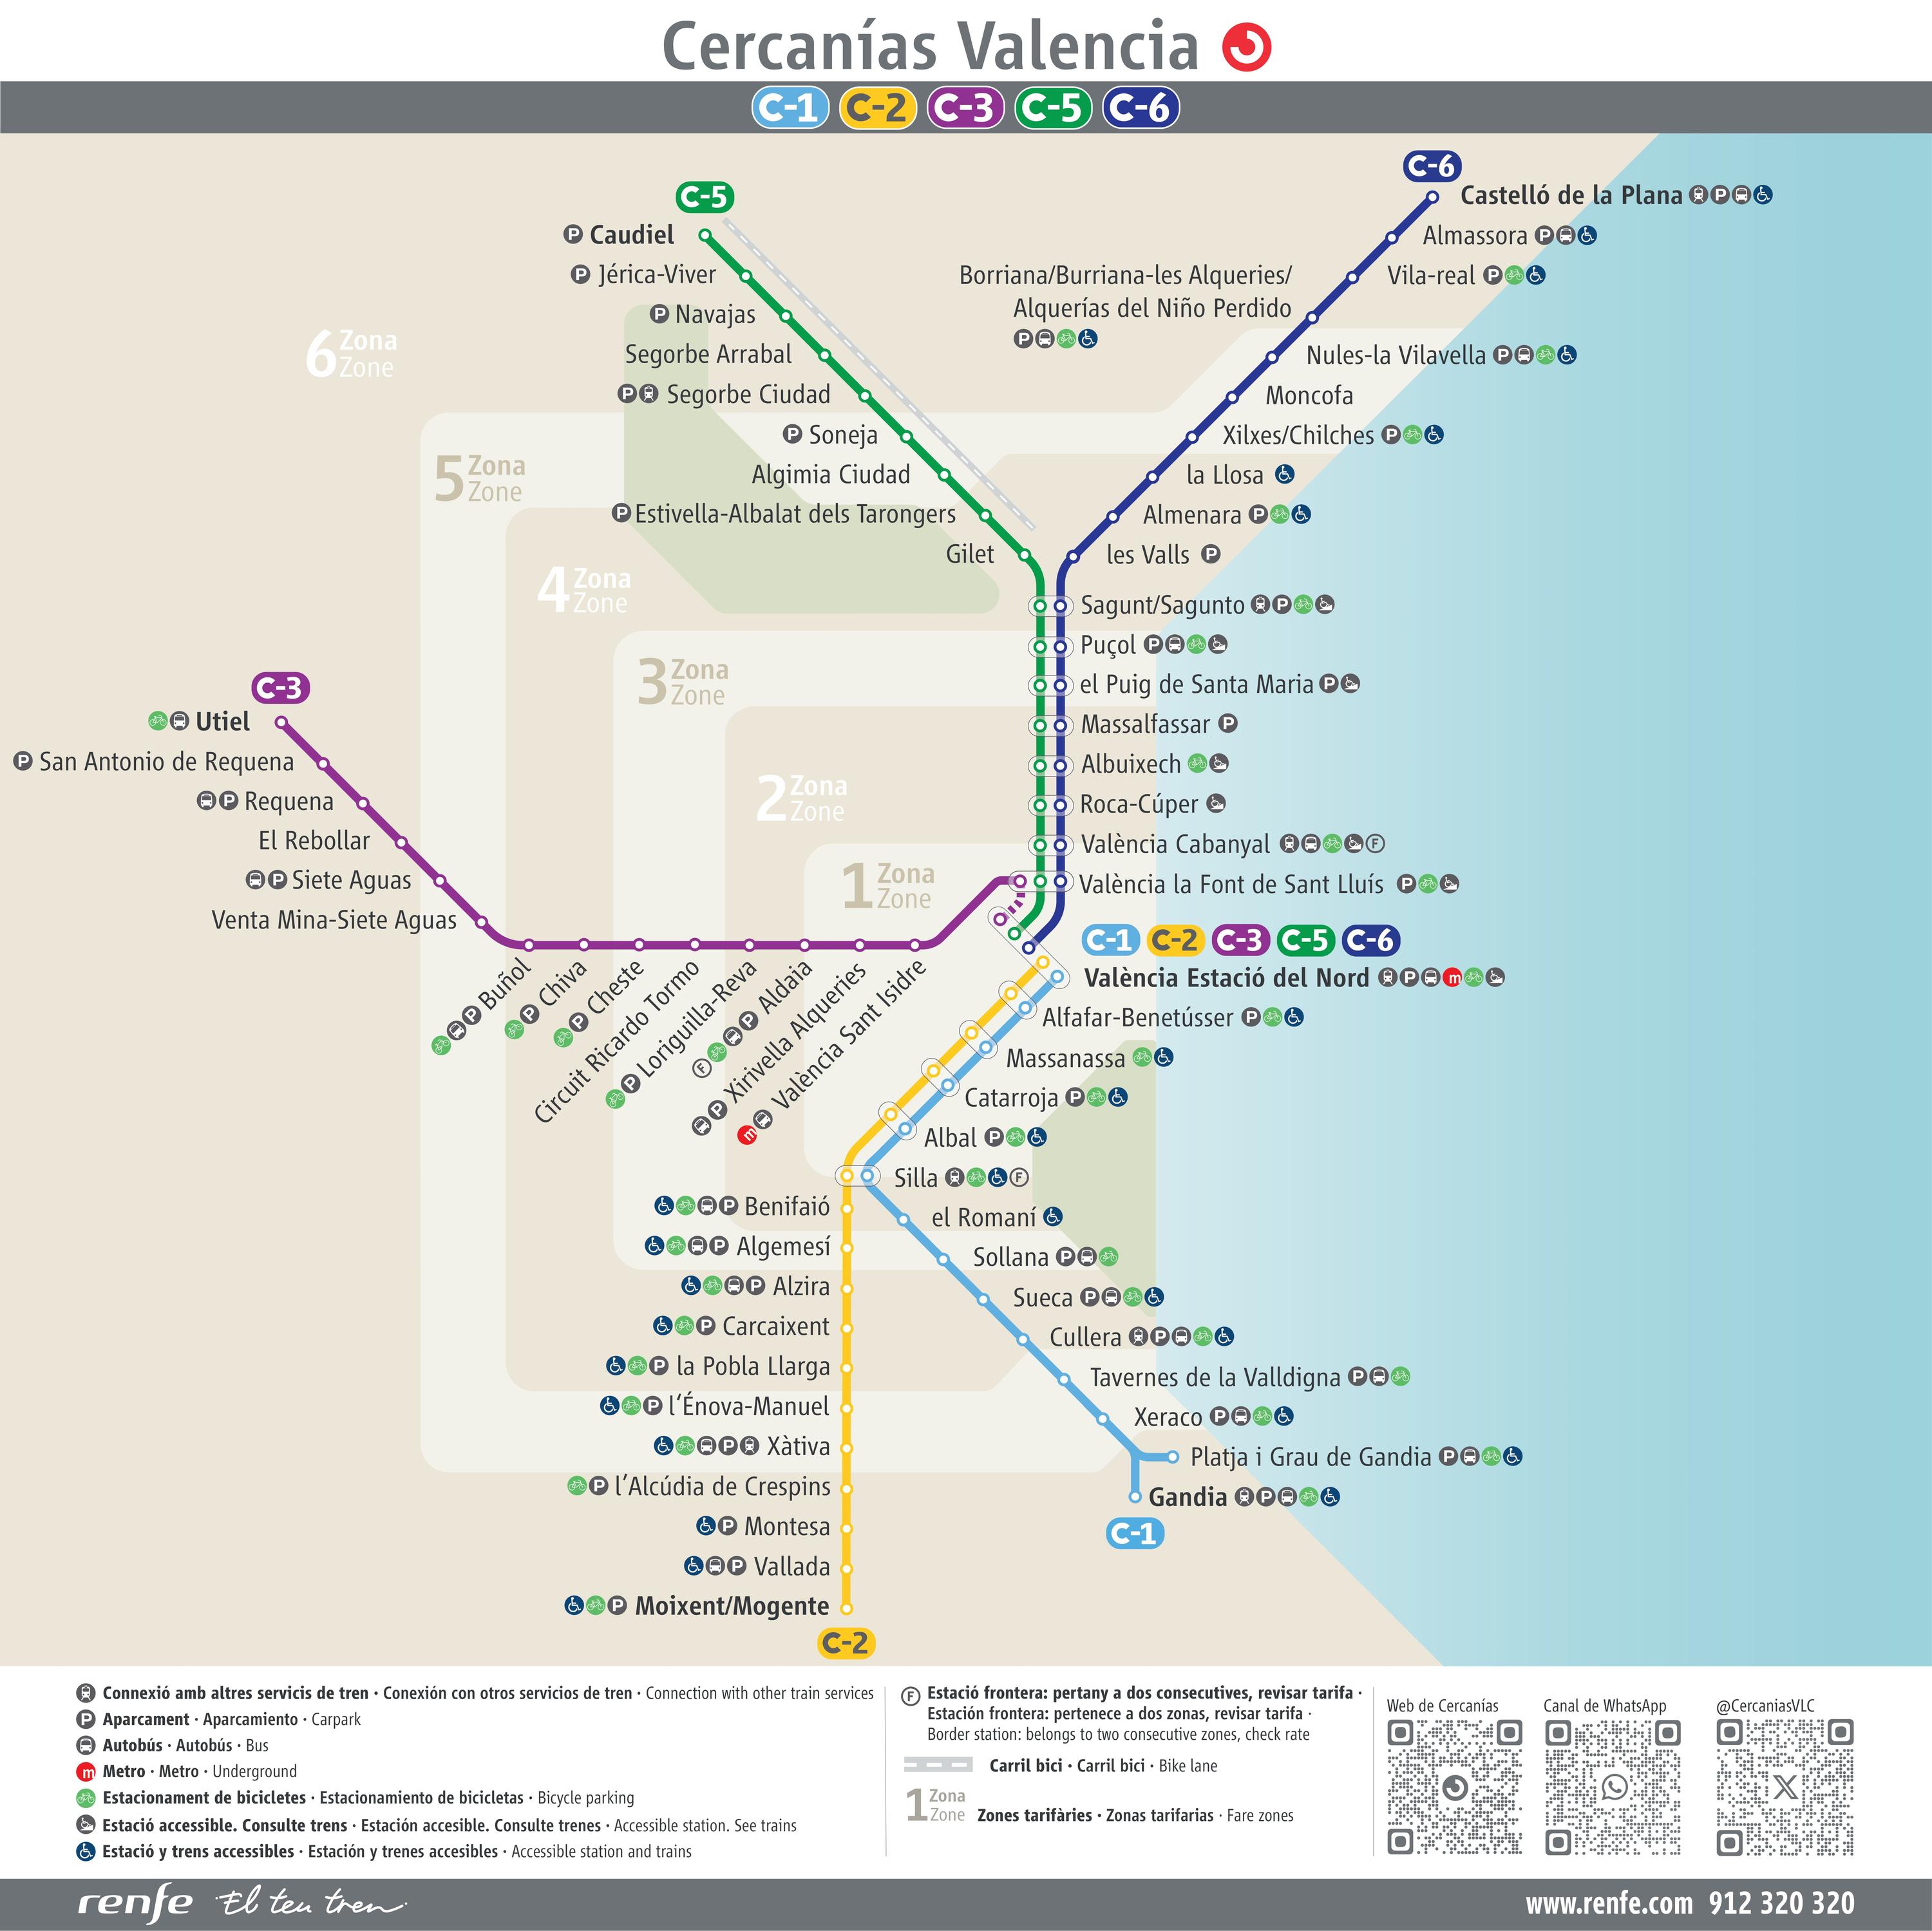 Cercanías Valencia
C-1 C-2 C-3 C-5 C-6
C-6
Castelló de la Plana
Almassora
Vila-real
Borriana/Burriana-les Alqueries/
Alquerías del Niño Perdido
Nules-la Vilavella
Moncofa
Xilxes/Chilches
la Llosa
Almenara
les Valls
C-5
Caudiel
Jérica-Viver
Navajas
Segorbe Arrabal
Segorbe Ciudad
Soneja
Algimia Ciudad
Estivella-Albalat dels Tarongers
Gilet
6 Zona
Zone
5 Zona
Zone
4 Zona
Zone
3 Zona
Zone
2 Zona
Zone
1 Zona
Zone
Sagunt/Sagunto
Puçol
el Puig de Santa Maria
Massalfassar
Albuixech
Roca-Cúper
València Cabanyal
València la Font de Sant Lluís
C-3
Utiel
San Antonio de Requena
Requena
El Rebollar
Siete Aguas
Venta Mina-Siete Aguas
Buñol
Chiva
Cheste
Circuit Ricardo Tormo
Loriguilla-Reva
Aldaia
Xirivella Alqueries
València Sant Isidre
C-1 C-2 C-3 C-5 C-6
València Estació del Nord
Alfafar-Benetússer
Massanassa
Catarroja
Albal
Silla
el Romaní
Sollana
Sueca
Cullera
Tavernes de la Valldigna
Xeraco
Platja i Grau de Gandia
Gandia
C-1
Benifaió
Algemesí
Alzira
Carcaixent
la Pobla Llarga
l'Énova-Manuel
Xàtiva
l'Alcúdia de Crespins
Montesa
Vallada
Moixent/Mogente
C-2
Connexió amb altres servicis de tren · Conexión con otros servicios de tren · Connection with other train services
P Aparcament · Aparcamiento · Carpark
Autobús · Autobús · Bus
m Metro · Metro · Underground
Estacionament de bicicletes · Estacionamiento de bicicletas · Bicycle parking
Estació accessible. Consulte trens · Estación accesible. Consulte trenes · Accessible station. See trains
Estació y trens accessibles · Estación y trenes accesibles · Accessible station and trains
F Estació frontera: pertany a dos consecutives, revisar tarifa ·
Estación frontera: pertenece a dos zonas, revisar tarifa ·
Border station: belongs to two consecutive zones, check rate
Carril bici · Carril bici · Bike lane
1 Zona
Zone
Zones tarifàries · Zonas tarifarias · Fare zones
Web de Cercanías
Canal de WhatsApp
@CercaniasVLC
renfe El teu tren
www.renfe.com 912 320 320